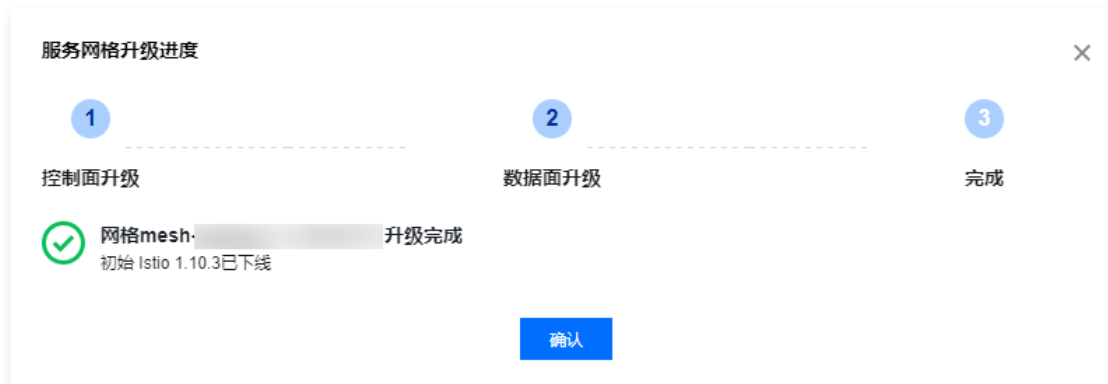 服务网格升级进度
1
2
3
控制面升级
数据面升级
完成
网格mesh- 升级完成
初始 Istio 1.10.3已下线
确认